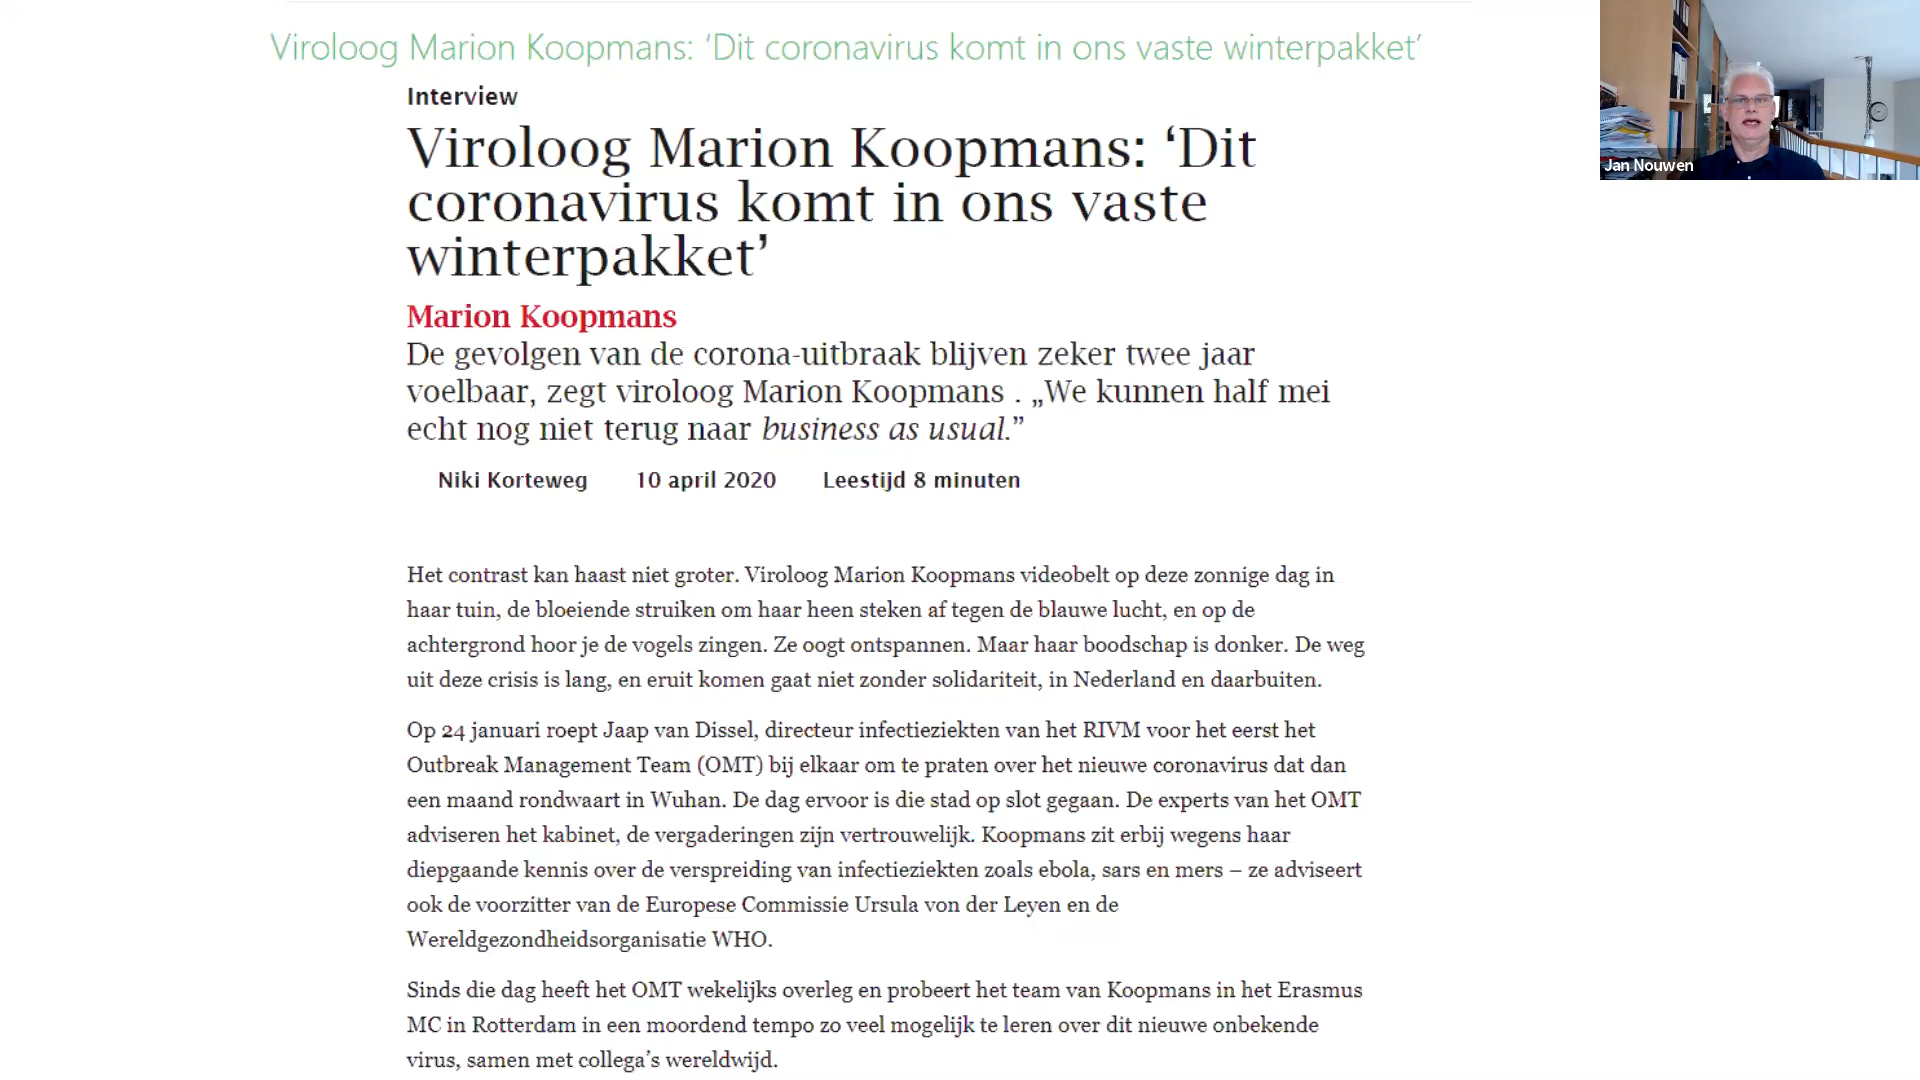 Viroloog Marion Koopmans: ‘Dit coronavirus komt in ons vaste winterpakket’
Jan Nouwen
Interview
Viroloog Marion Koopmans: ‘Dit
coronavirus komt in ons vaste
winterpakket’
Marion Koopmans
De gevolgen van de corona-uitbraak blijven zeker twee jaar
voelbaar, zegt viroloog Marion Koopmans . „We kunnen half mei
echt nog niet terug naar business as usual.”
Niki Korteweg 10 april 2020 Leestijd 8 minuten
Het contrast kan haast niet groter. Viroloog Marion Koopmans videobelt op deze zonnige dag in
haar tuin, de bloeiende struiken om haar heen steken af tegen de blauwe lucht, en op de
achtergrond hoor je de vogels zingen. Ze oogt ontspannen. Maar haar boodschap is donker. De weg
uit deze crisis is lang, en eruit komen gaat niet zonder solidariteit, in Nederland en daarbuiten.
Op 24 januari roept Jaap van Dissel, directeur infectieziekten van het RIVM voor het eerst het
Outbreak Management Team (OMT) bij elkaar om te praten over het nieuwe coronavirus dat dan
een maand rondwaart in Wuhan. De dag ervoor is die stad op slot gegaan. De experts van het OMT
adviseren het kabinet, de vergaderingen zijn vertrouwelijk. Koopmans zit erbij wegens haar
diepgaande kennis over de verspreiding van infectieziekten zoals ebola, sars en mers – ze adviseert
ook de voorzitter van de Europese Commissie Ursula von der Leyen en de
Wereldgezondheidsorganisatie WHO.
Sinds die dag heeft het OMT wekelijks overleg en probeert het team van Koopmans in het Erasmus
MC in Rotterdam in een moordend tempo zo veel mogelijk te leren over dit nieuwe onbekende
virus, samen met collega’s wereldwijd.